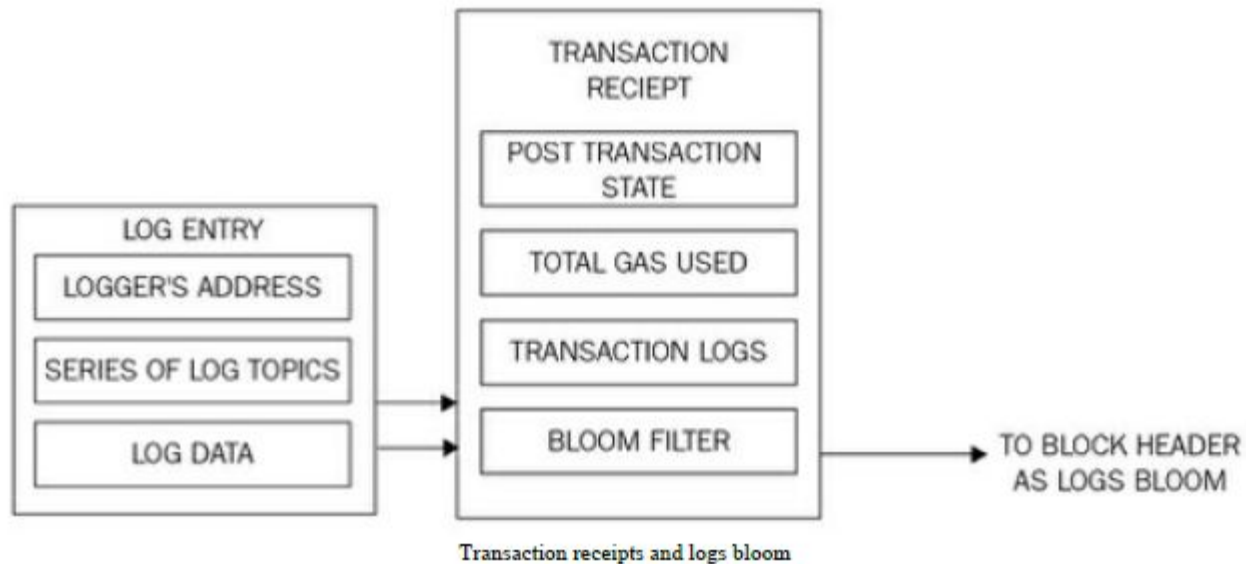 LOG ENTRY
LOGGER'S ADDRESS
SERIES OF LOG TOPICS
LOG DATA
TRANSACTION
RECIEPT
POST TRANSACTION
STATE
TOTAL GAS USED
TRANSACTION LOGS
BLOOM FILTER
TO BLOCK HEADER
AS LOGS BLOOM
Transaction receipts and logs bloom